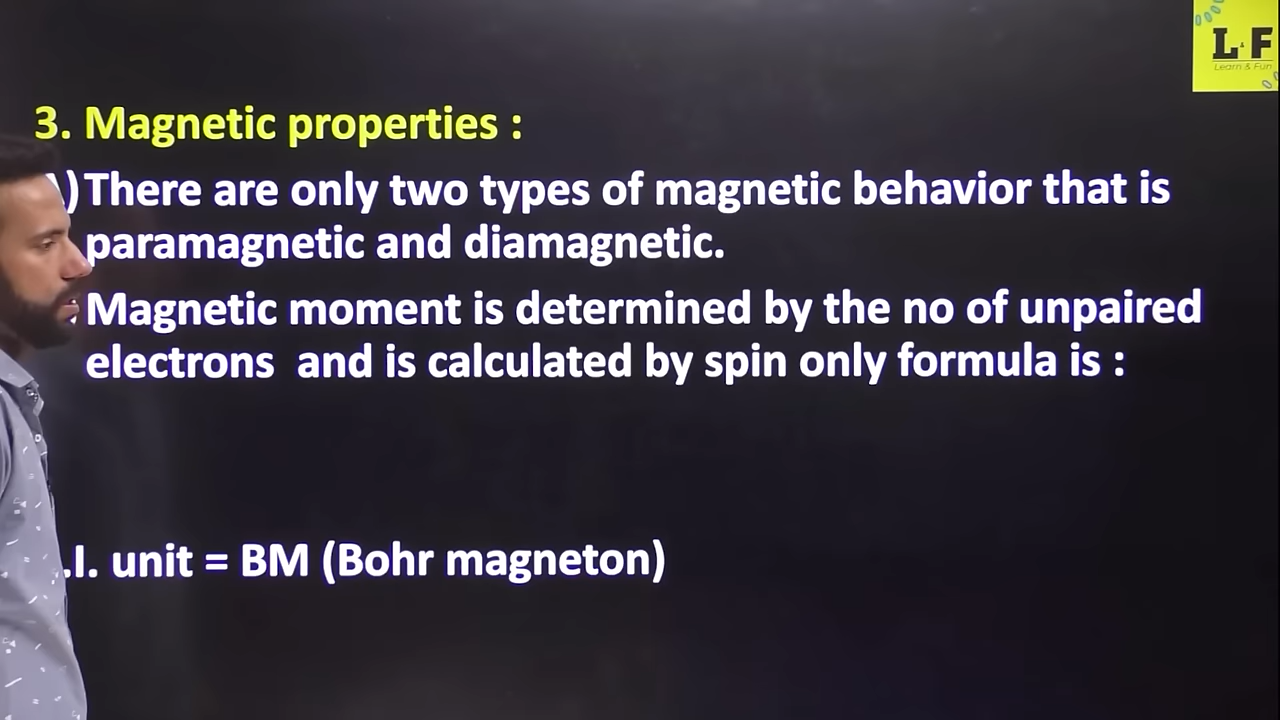 L & F
Learn & Fun
3. Magnetic properties :
) There are only two types of magnetic behavior that is
paramagnetic and diamagnetic.
Magnetic moment is determined by the no of unpaired
electrons and is calculated by spin only formula is :
.I. unit = BM (Bohr magneton)